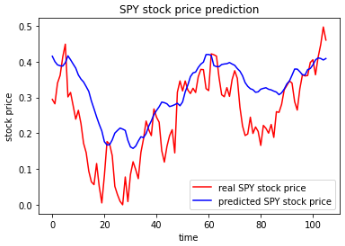 SPY stock price prediction
0.5
0.4
0.3
0.2
0.1
0.0
stock price
real SPY stock price
predicted SPY stock price
0 20 40 60 80 100
time